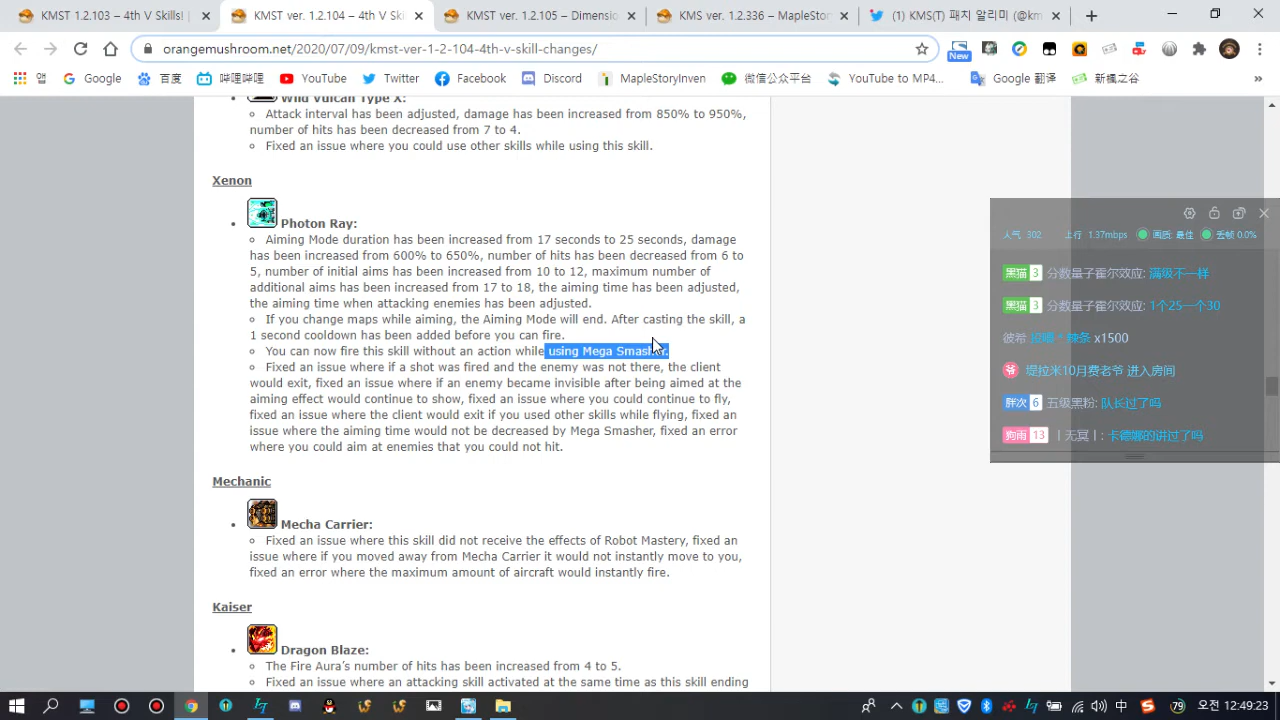 KMST ver. 1.2.103 – 4th V Skills! |
KMST ver. 1.2.104 – 4th V Ski
KMST ver. 1.2.105 – Dimensio
KMS ver. 1.2.336 – MapleStor
(1) KMS(T) 패치 알리미 (@km
orangemushroom.net/2020/07/09/kmst-ver-1-2-104-4th-v-skill-changes/
New
앱
Google
百度
哔哩哔哩
YouTube
Twitter
Facebook
Discord
MapleStoryInven
微信公众平台
YouTube to MP4...
Google 翻译
新楓之谷
»
Wild Vulcan Type X:
Attack interval has been adjusted, damage has been increased from 850% to 950%,
number of hits has been decreased from 7 to 4.
Fixed an issue where you could use other skills while using this skill.
Xenon
Photon Ray:
Aiming Mode duration has been increased from 17 seconds to 25 seconds, damage
has been increased from 600% to 650%, number of hits has been decreased from 6 to
5, number of initial aims has been increased from 10 to 12, maximum number of
additional aims has been increased from 17 to 18, the aiming time has been adjusted,
the aiming time when attacking enemies has been adjusted.
If you change maps while aiming, the Aiming Mode will end. After casting the skill, a
1 second cooldown has been added before you can fire.
You can now fire this skill without an action while using Mega Smasher.
Fixed an issue where if a shot was fired and the enemy was not there, the client
would exit, fixed an issue where if an enemy became invisible after being aimed at the
aiming effect would continue to show, fixed an issue where you could continue to fly,
fixed an issue where the client would exit if you used other skills while flying, fixed an
issue where the aiming time would not be decreased by Mega Smasher, fixed an error
where you could aim at enemies that you could not hit.
Mechanic
Mecha Carrier:
Fixed an issue where this skill did not receive the effects of Robot Mastery, fixed an
issue where if you moved away from Mecha Carrier it would not instantly move to you,
fixed an error where the maximum amount of aircraft would instantly fire.
Kaiser
Dragon Blaze:
The Fire Aura's number of hits has been increased from 4 to 5.
Fixed an issue where an attacking skill activated at the same time as this skill ending
人气 302 上行 1.37mbps 画质: 最佳 丢帧 0.0%
黑猫 3 分数量子霍尔效应: 满级不一样
黑猫 3 分数量子霍尔效应: 1个25一个30
彼希 投喂 * 辣条 x1500
爷 堤拉米10月费老爷 进入房间
胖次 6 五级黑粉: 队长过了吗
狗雨 13 丨无冥丨: 卡德娜的讲过了吗
中
79
오전 12:49:23